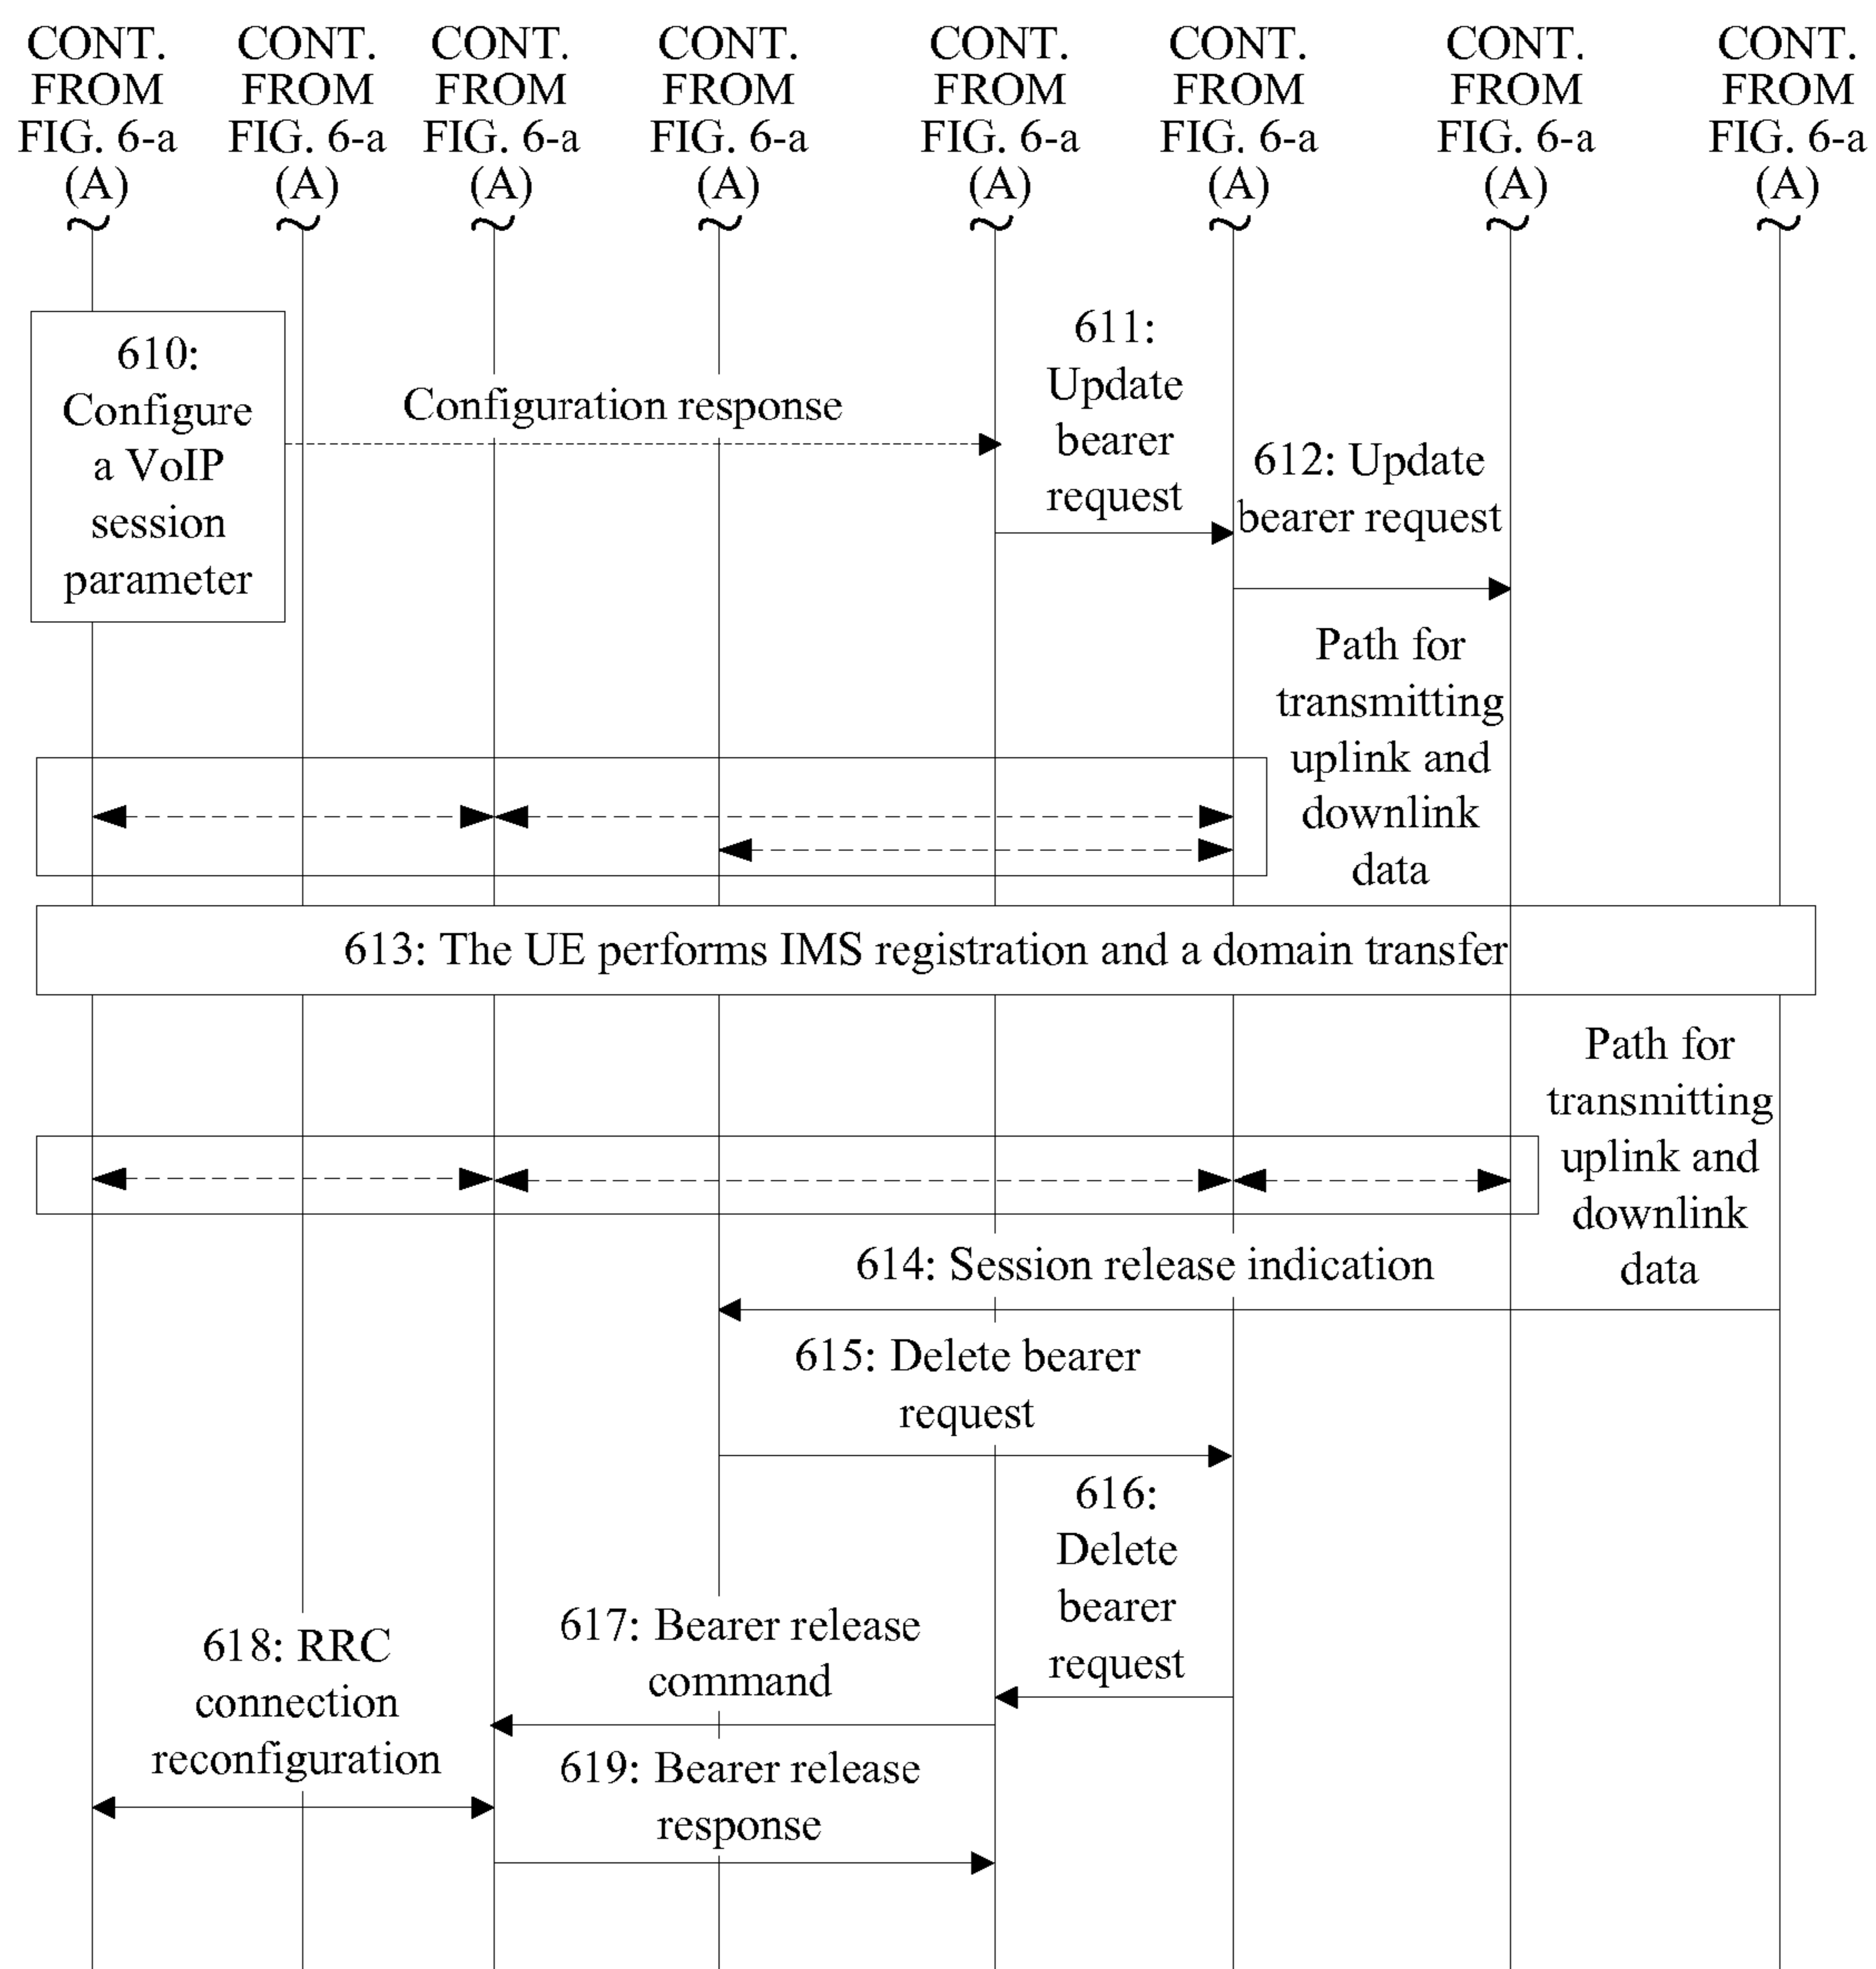 CONT. CONT. CONT. CONT. CONT. CONT. CONT. CONT.
FROM FROM FROM FROM FROM FROM FROM FROM
FIG. 6-a FIG. 6-a FIG. 6-a FIG. 6-a FIG. 6-a FIG. 6-a FIG. 6-a FIG. 6-a
(A) (A) (A) (A) (A) (A) (A) (A)
610:
Configure
a VoIP
session
parameter
Configuration response
611:
Update
bearer
request
612: Update
bearer request
Path for
transmitting
uplink and
downlink
data
613: The UE performs IMS registration and a domain transfer
Path for
transmitting
uplink and
downlink
data
614: Session release indication
615: Delete bearer
request
616:
Delete
bearer
request
617: Bearer release
command
618: RRC
connection
reconfiguration
619: Bearer release
response